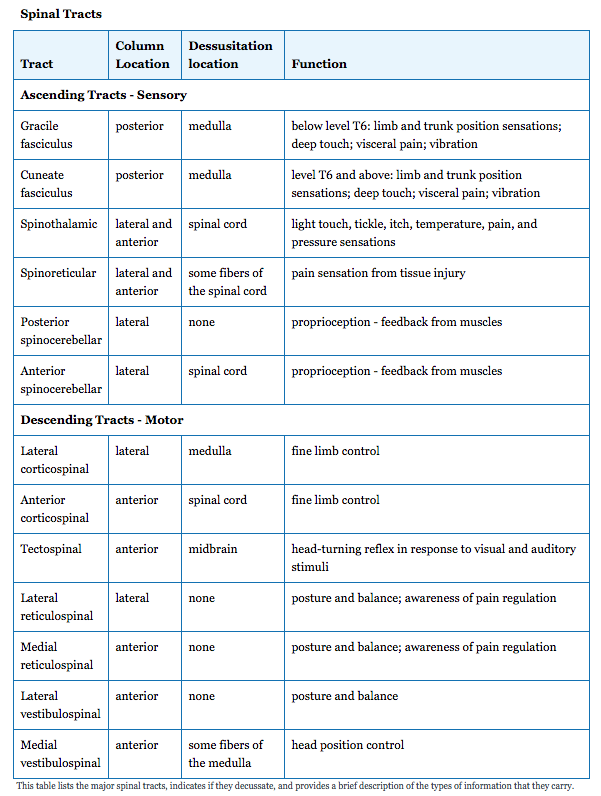 Spinal Tracts
Tract Column Location Dessusitation location Function
Ascending Tracts - Sensory
Gracile fasciculus posterior medulla below level T6: limb and trunk position sensations; deep touch; visceral pain; vibration
Cuneate fasciculus posterior medulla level T6 and above: limb and trunk position sensations; deep touch; visceral pain; vibration
Spinothalamic lateral and anterior spinal cord light touch, tickle, itch, temperature, pain, and pressure sensations
Spinoreticular lateral and anterior some fibers of the spinal cord pain sensation from tissue injury
Posterior spinocerebellar lateral none proprioception - feedback from muscles
Anterior spinocerebellar lateral spinal cord proprioception - feedback from muscles
Descending Tracts - Motor
Lateral corticospinal lateral medulla fine limb control
Anterior corticospinal anterior spinal cord fine limb control
Tectospinal anterior midbrain head-turning reflex in response to visual and auditory stimuli
Lateral reticulospinal lateral none posture and balance; awareness of pain regulation
Medial reticulospinal anterior none posture and balance; awareness of pain regulation
Lateral vestibulospinal anterior none posture and balance
Medial vestibulospinal anterior some fibers of the medulla head position control
This table lists the major spinal tracts, indicates if they decussate, and provides a brief description of the types of information that they carry.